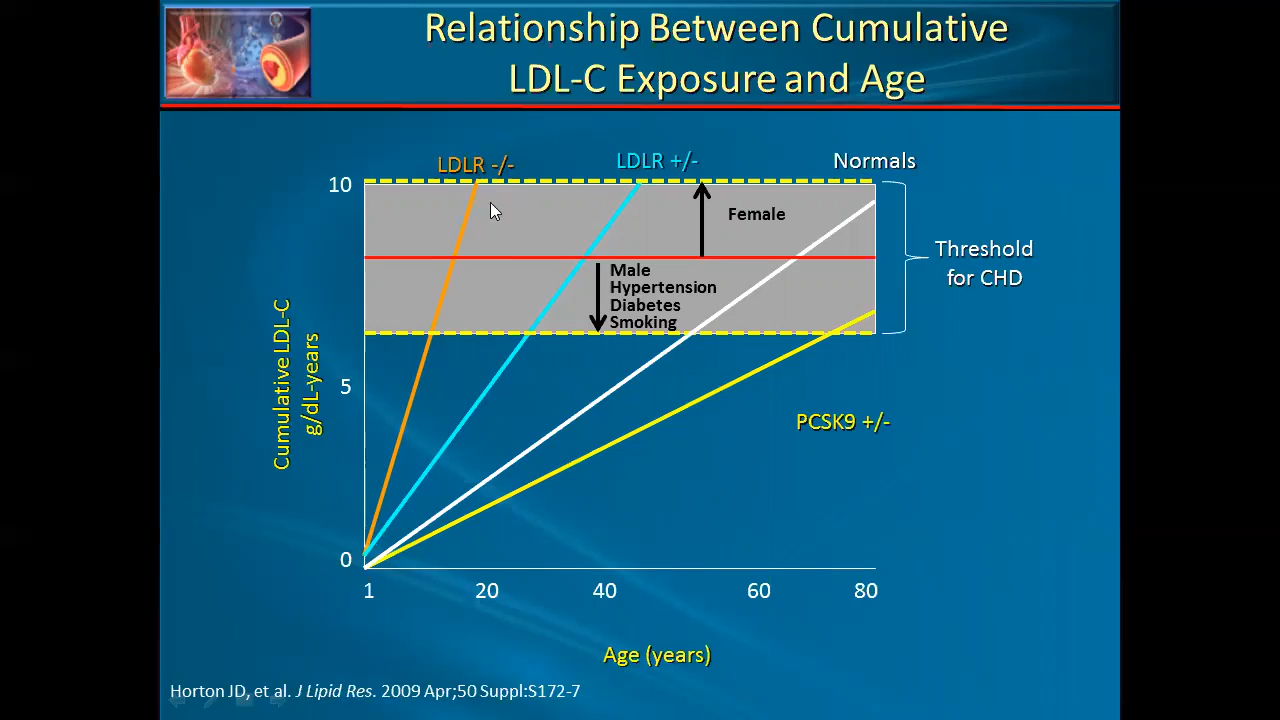 Relationship Between Cumulative
LDL-C Exposure and Age
LDLR -/-
LDLR +/-
Normals
10
Female
Threshold
for CHD
Male
Hypertension
Diabetes
Smoking
Cumulative LDL-C
g/dL-years
5
PCSK9 +/-
0
1
20
40
60
80
Age (years)
Horton JD, et al. J Lipid Res. 2009 Apr;50 Suppl:S172-7